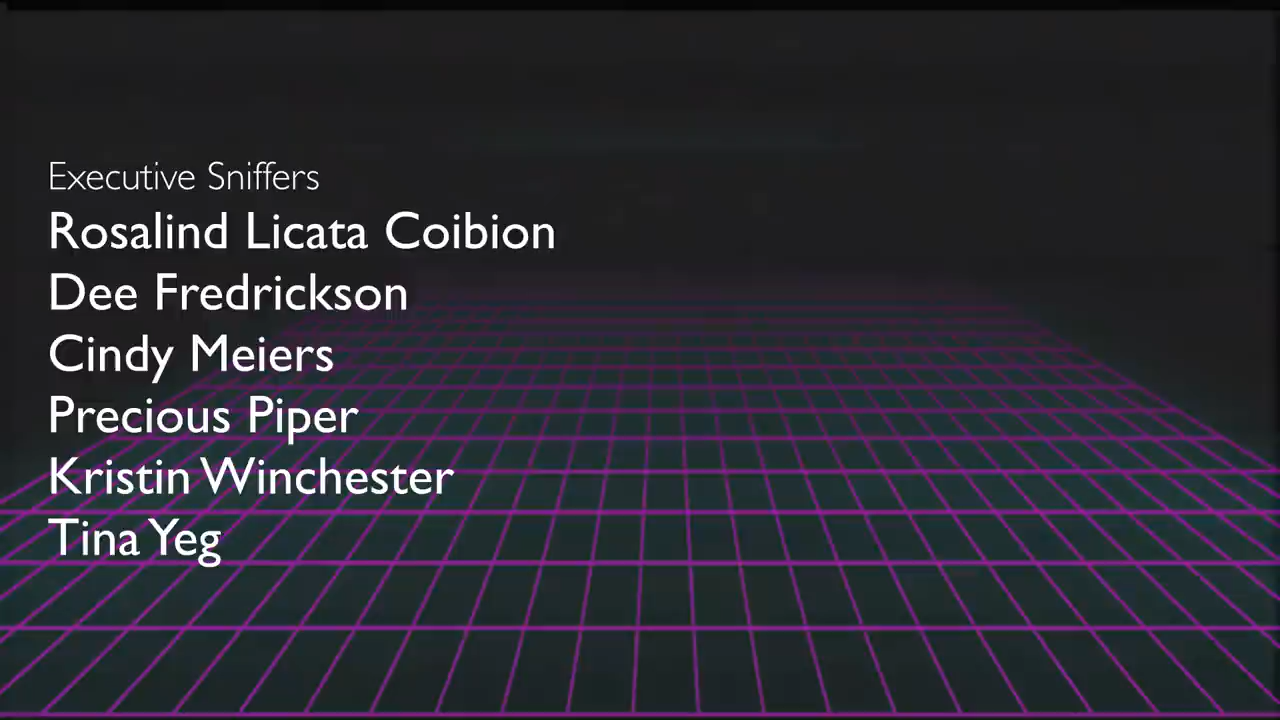 Executive Sniffers
Rosalind Licata Coibion
Dee Fredrickson
Cindy Meiers
Precious Piper
Kristin Winchester
Tina Yeg